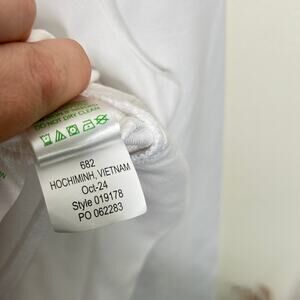 DO NOT DRY CLEAN
682
HOCHIMINH, VIETNAM
Oct-24
Style 019178
PO 062283